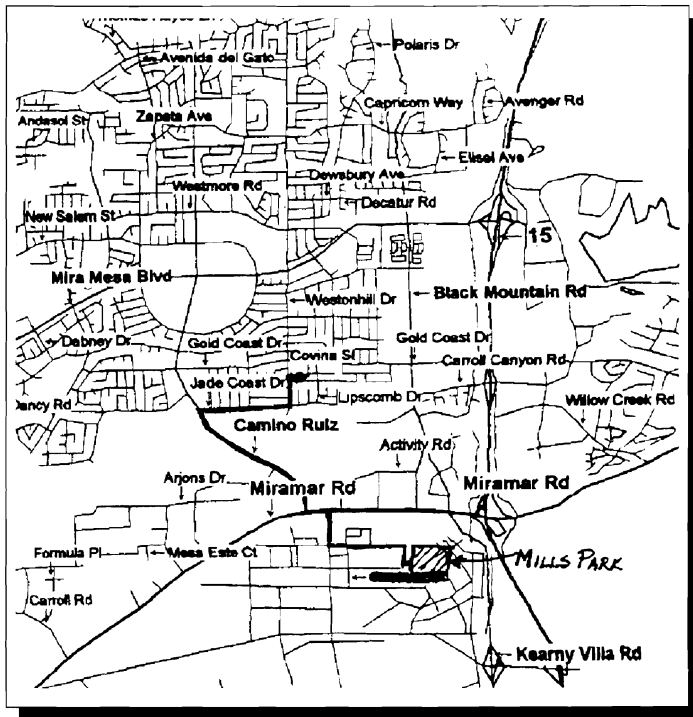 Polaris Dr
Avenida del Gato
Capricorn Way
Avenger Rd
Andasol St
Zapata Ave
Elisel Ave
Dewsbury Ave
Westmore Rd
Decatur Rd
New Salem St
15
Mira Mesa Blvd
Westonhill Dr
Black Mountain Rd
Dabney Dr
Gold Coast Dr
Gold Coast Dr
Covina St
Carroll Canyon Rd
Jade Coast Dr
Lipscomb Dr
Willow Creek Rd
Dancy Rd
Camino Ruiz
Activity Rd
Arjons Dr
Miramar Rd
Miramar Rd
Formula Pl
Mesa Este Ct
MILLS PARK
Carroll Rd
Kearny Villa Rd